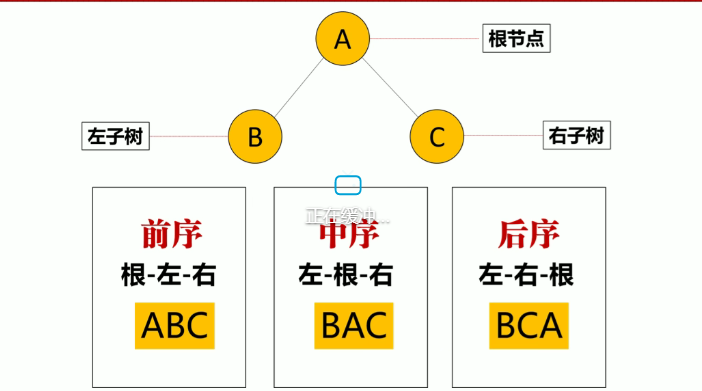 A
根节点
左子树
B
C
右子树
正在缓冲...
前序
中序
后序
根-左-右
左-根-右
左-右-根
ABC
BAC
BCA